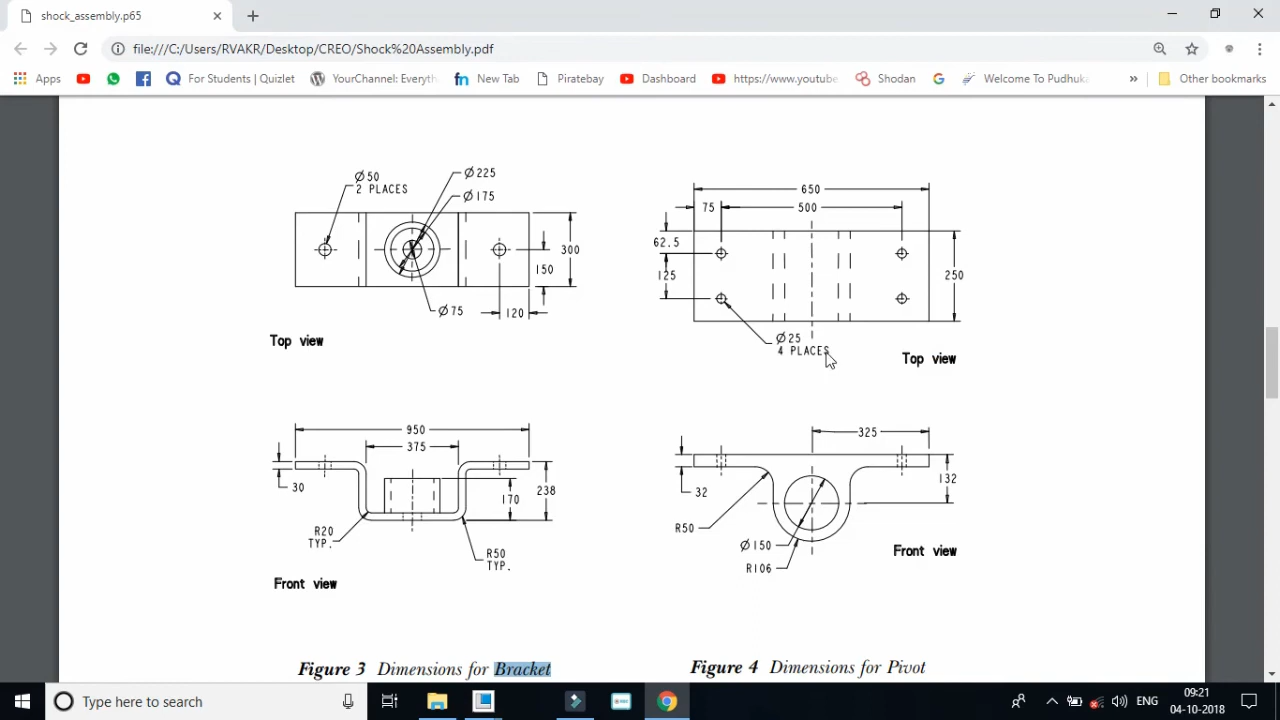 shock_assembly.p65
file:///C:/Users/RVAKR/Desktop/CREO/Shock%20Assembly.pdf
Apps
For Students | Quizlet
YourChannel: Everyth
New Tab
Piratebay
Dashboard
https://www.youtube
Shodan
Welcome To Pudhuka
»
Other bookmarks
Ø50
2 PLACES
Ø225
Ø175
300
150
Ø75
120
Top view
650
75
500
62.5
125
250
Ø25
4 PLACES
Top view
950
375
30
170
238
R20
TYP.
R50
TYP.
Front view
325
132
32
R50
Ø150
R106
Front view
Figure 3 Dimensions for Bracket
Figure 4 Dimensions for Pivot
Type here to search
ENG
09:21
04-10-2018